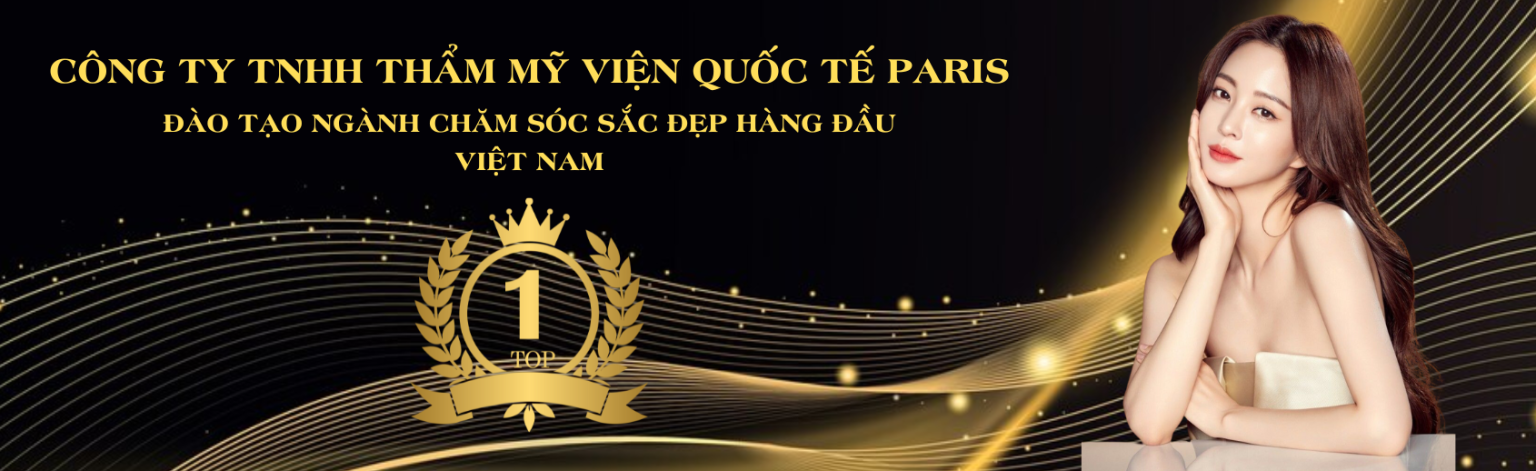 CÔNG TY TNHH THẨM MỸ VIỆN QUỐC TẾ PARIS
ĐÀO TẠO NGÀNH CHĂM SÓC SẮC ĐẸP HÀNG ĐẦU
VIỆT NAM
1
TOP